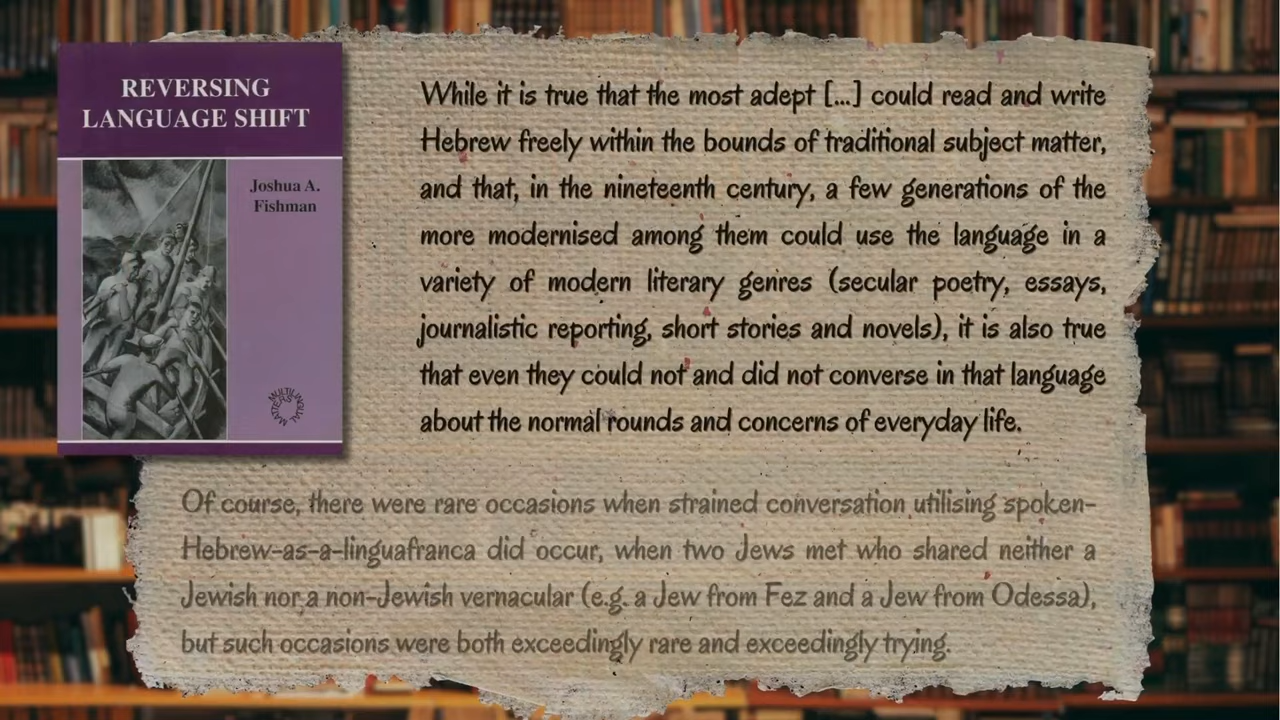 REVERSING
LANGUAGE SHIFT
Joshua A.
Fishman
MULTILINGUAL
MATTERS
While it is true that the most adept [...] could read and write
Hebrew freely within the bounds of traditional subject matter,
and that, in the nineteenth century, a few generations of the
more modernised among them could use the language in a
variety of modern literary genres (secular poetry, essays,
journalistic reporting, short stories and novels), it is also true
that even they could not and did not converse in that language
about the normal rounds and concerns of everyday life.
Of course, there were rare occasions when strained conversation utilising spoken-
Hebrew-as-a-linguafranca did occur, when two Jews met who shared neither a
Jewish nor a non-Jewish vernacular (e.g. a Jew from Fez and a Jew from Odessa),
but such occasions were both exceedingly rare and exceedingly trying.